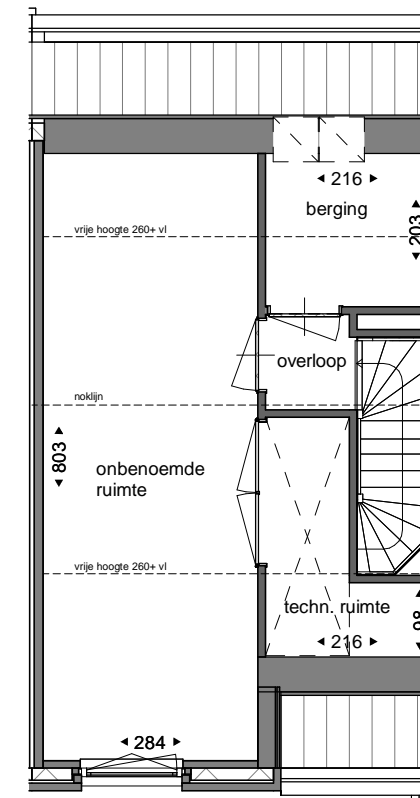 216
berging
203
vrije hoogte 260+ vl
overloop
noklijn
803
onbenoemde
ruimte
vrije hoogte 260+ vl
techn. ruimte
98
216
284